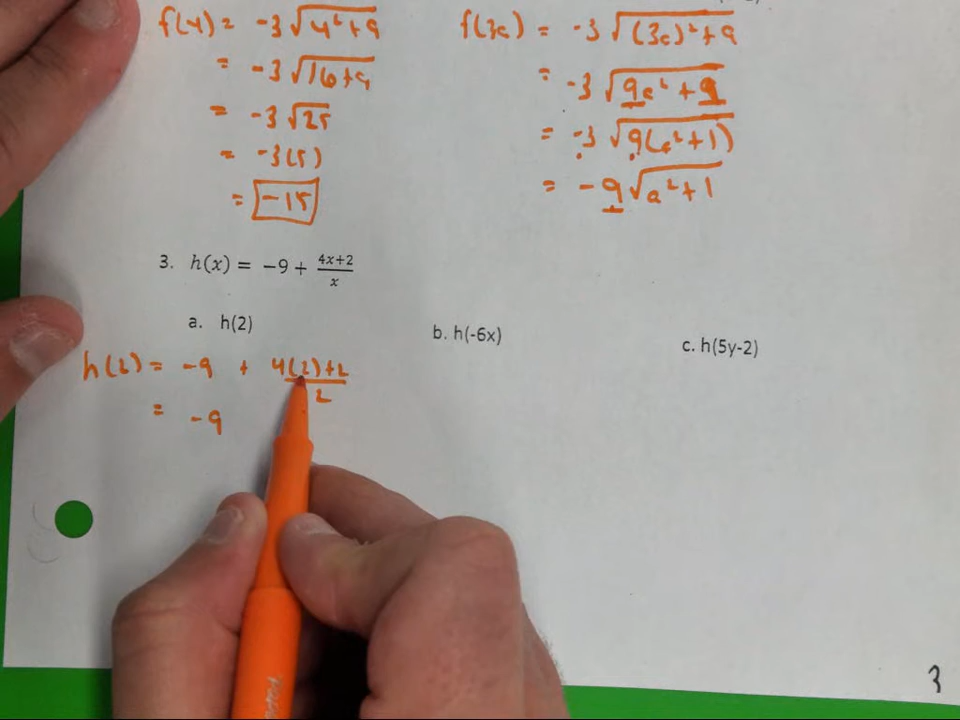 f(4) = -3√4²+9
= -3√16+9
= -3√25
= -3(5)
= -15
f(3a) = -3√(3a)²+9
= -3√9a²+9
= -3√9(a²+1)
= -9√a²+1
3. h(x) = −9 + 4x+2/x
a. h(2)
b. h(-6x)
c. h(5y-2)
h(2) = -9 + 4(2)+2/2
= -9
3